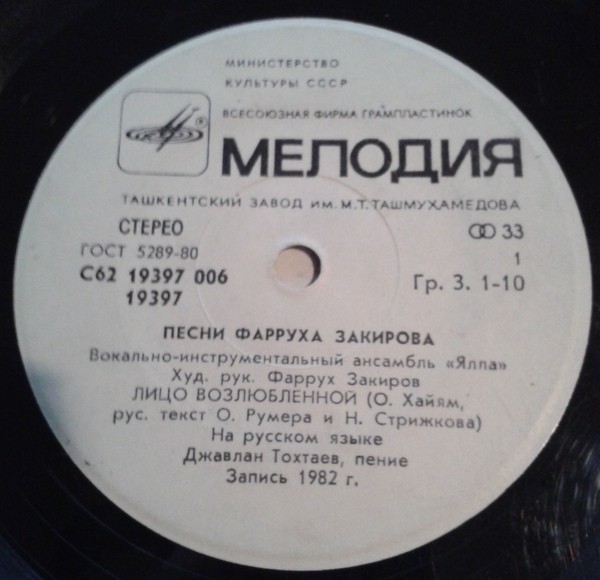 МИНИСТЕРСТВО
КУЛЬТУРЫ СССР
ВСЕСОЮЗНАЯ ФИРМА ГРАМПЛАСТИНОК
МЕЛОДИЯ
ТАШКЕНТСКИЙ ЗАВОД ИМ. М.Т. ТАШМУХАМЕДОВА
СТЕРЕО 33
ГОСТ 5289-80 1
С62 19397 006 Гр. 3. 1-10
19397
ПЕСНИ ФАРРУХА ЗАКИРОВА
Вокально-инструментальный ансамбль «Ялла»
Худ. рук. Фаррух Закиров
ЛИЦО ВОЗЛЮБЛЕННОЙ (О. Хайям,
рус. текст О. Румера и Н. Стрижкова)
На русском языке
Джавлан Тохтаев, пение
Запись 1982 г.